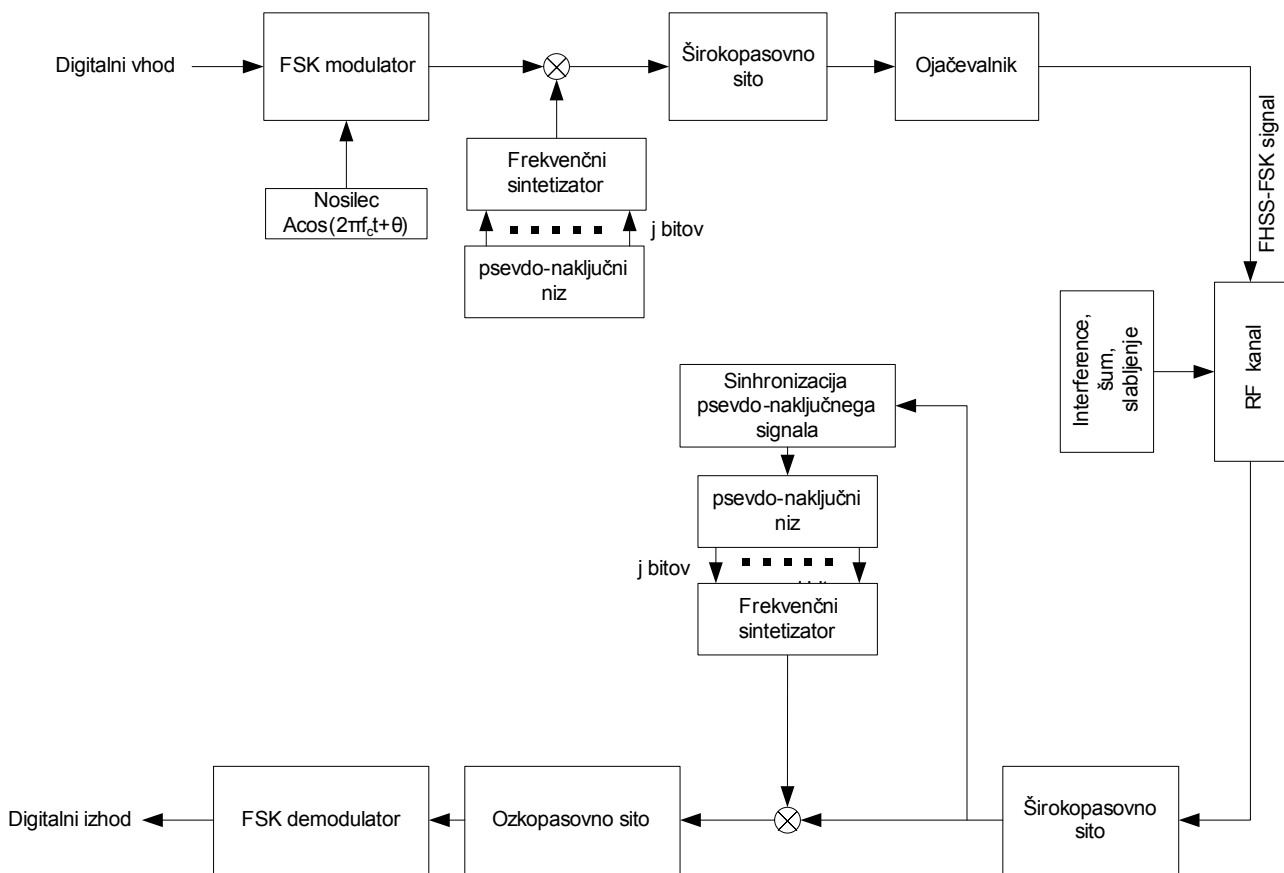 Digitalni vhod
FSK modulator
Širokopasovno
sito
Ojačevalnik
Nosilec
Acos(2πf_ct+θ)
Frekvenčni
sintetizator
j bitov
psevdo-naključni
niz
FHSS-FSK signal
Interference,
šum,
slabljenje
RF kanal
Sinhronizacija
psevdo-naključnega
signala
psevdo-naključni
niz
j bitov
Frekvenčni
sintetizator
Digitalni izhod
FSK demodulator
Ozkopasovno sito
Širokopasovno
sito